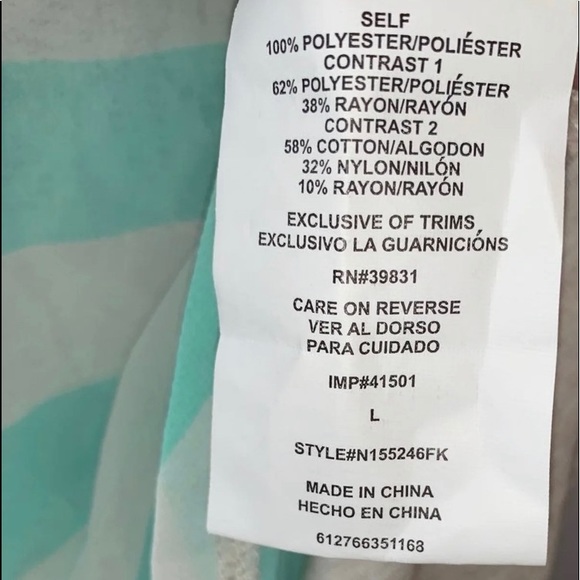 SELF
100% POLYESTER/POLIÉSTER
CONTRAST 1
62% POLYESTER/POLIÉSTER
38% RAYON/RAYÓN
CONTRAST 2
58% COTTON/ALGODON
32% NYLON/NILÓN
10% RAYON/RAYÓN
EXCLUSIVE OF TRIMS
EXCLUSIVO LA GUARNICIÓNS
RN#39831
CARE ON REVERSE
VER AL DORSO
PARA CUIDADO
IMP#41501
L
STYLE#N155246FK
MADE IN CHINA
HECHO EN CHINA
612766351168